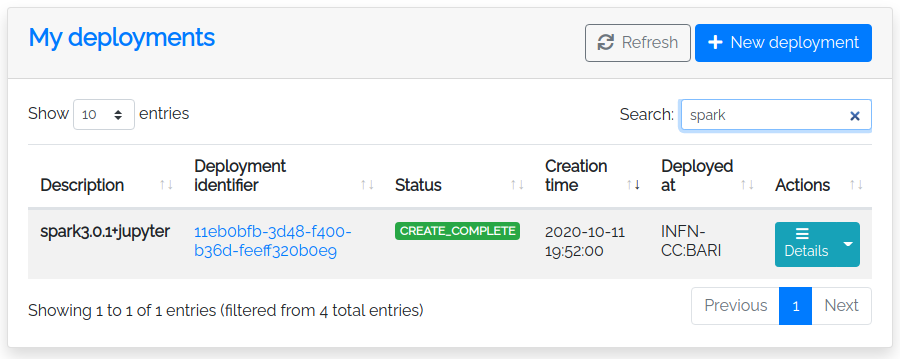 My deployments
Refresh
New deployment
Show 10 entries
Search: spark
Description
Deployment
identifier
Status
Creation
time
Deployed
at
Actions
spark3.0.1+jupyter
11eb0bfb-3d48-f400-
b36d-feeff320b0e9
CREATE_COMPLETE
2020-10-11
19:52:00
INFN-
CC:BARI
Details
Showing 1 to 1 of 1 entries (filtered from 4 total entries)
Previous 1 Next